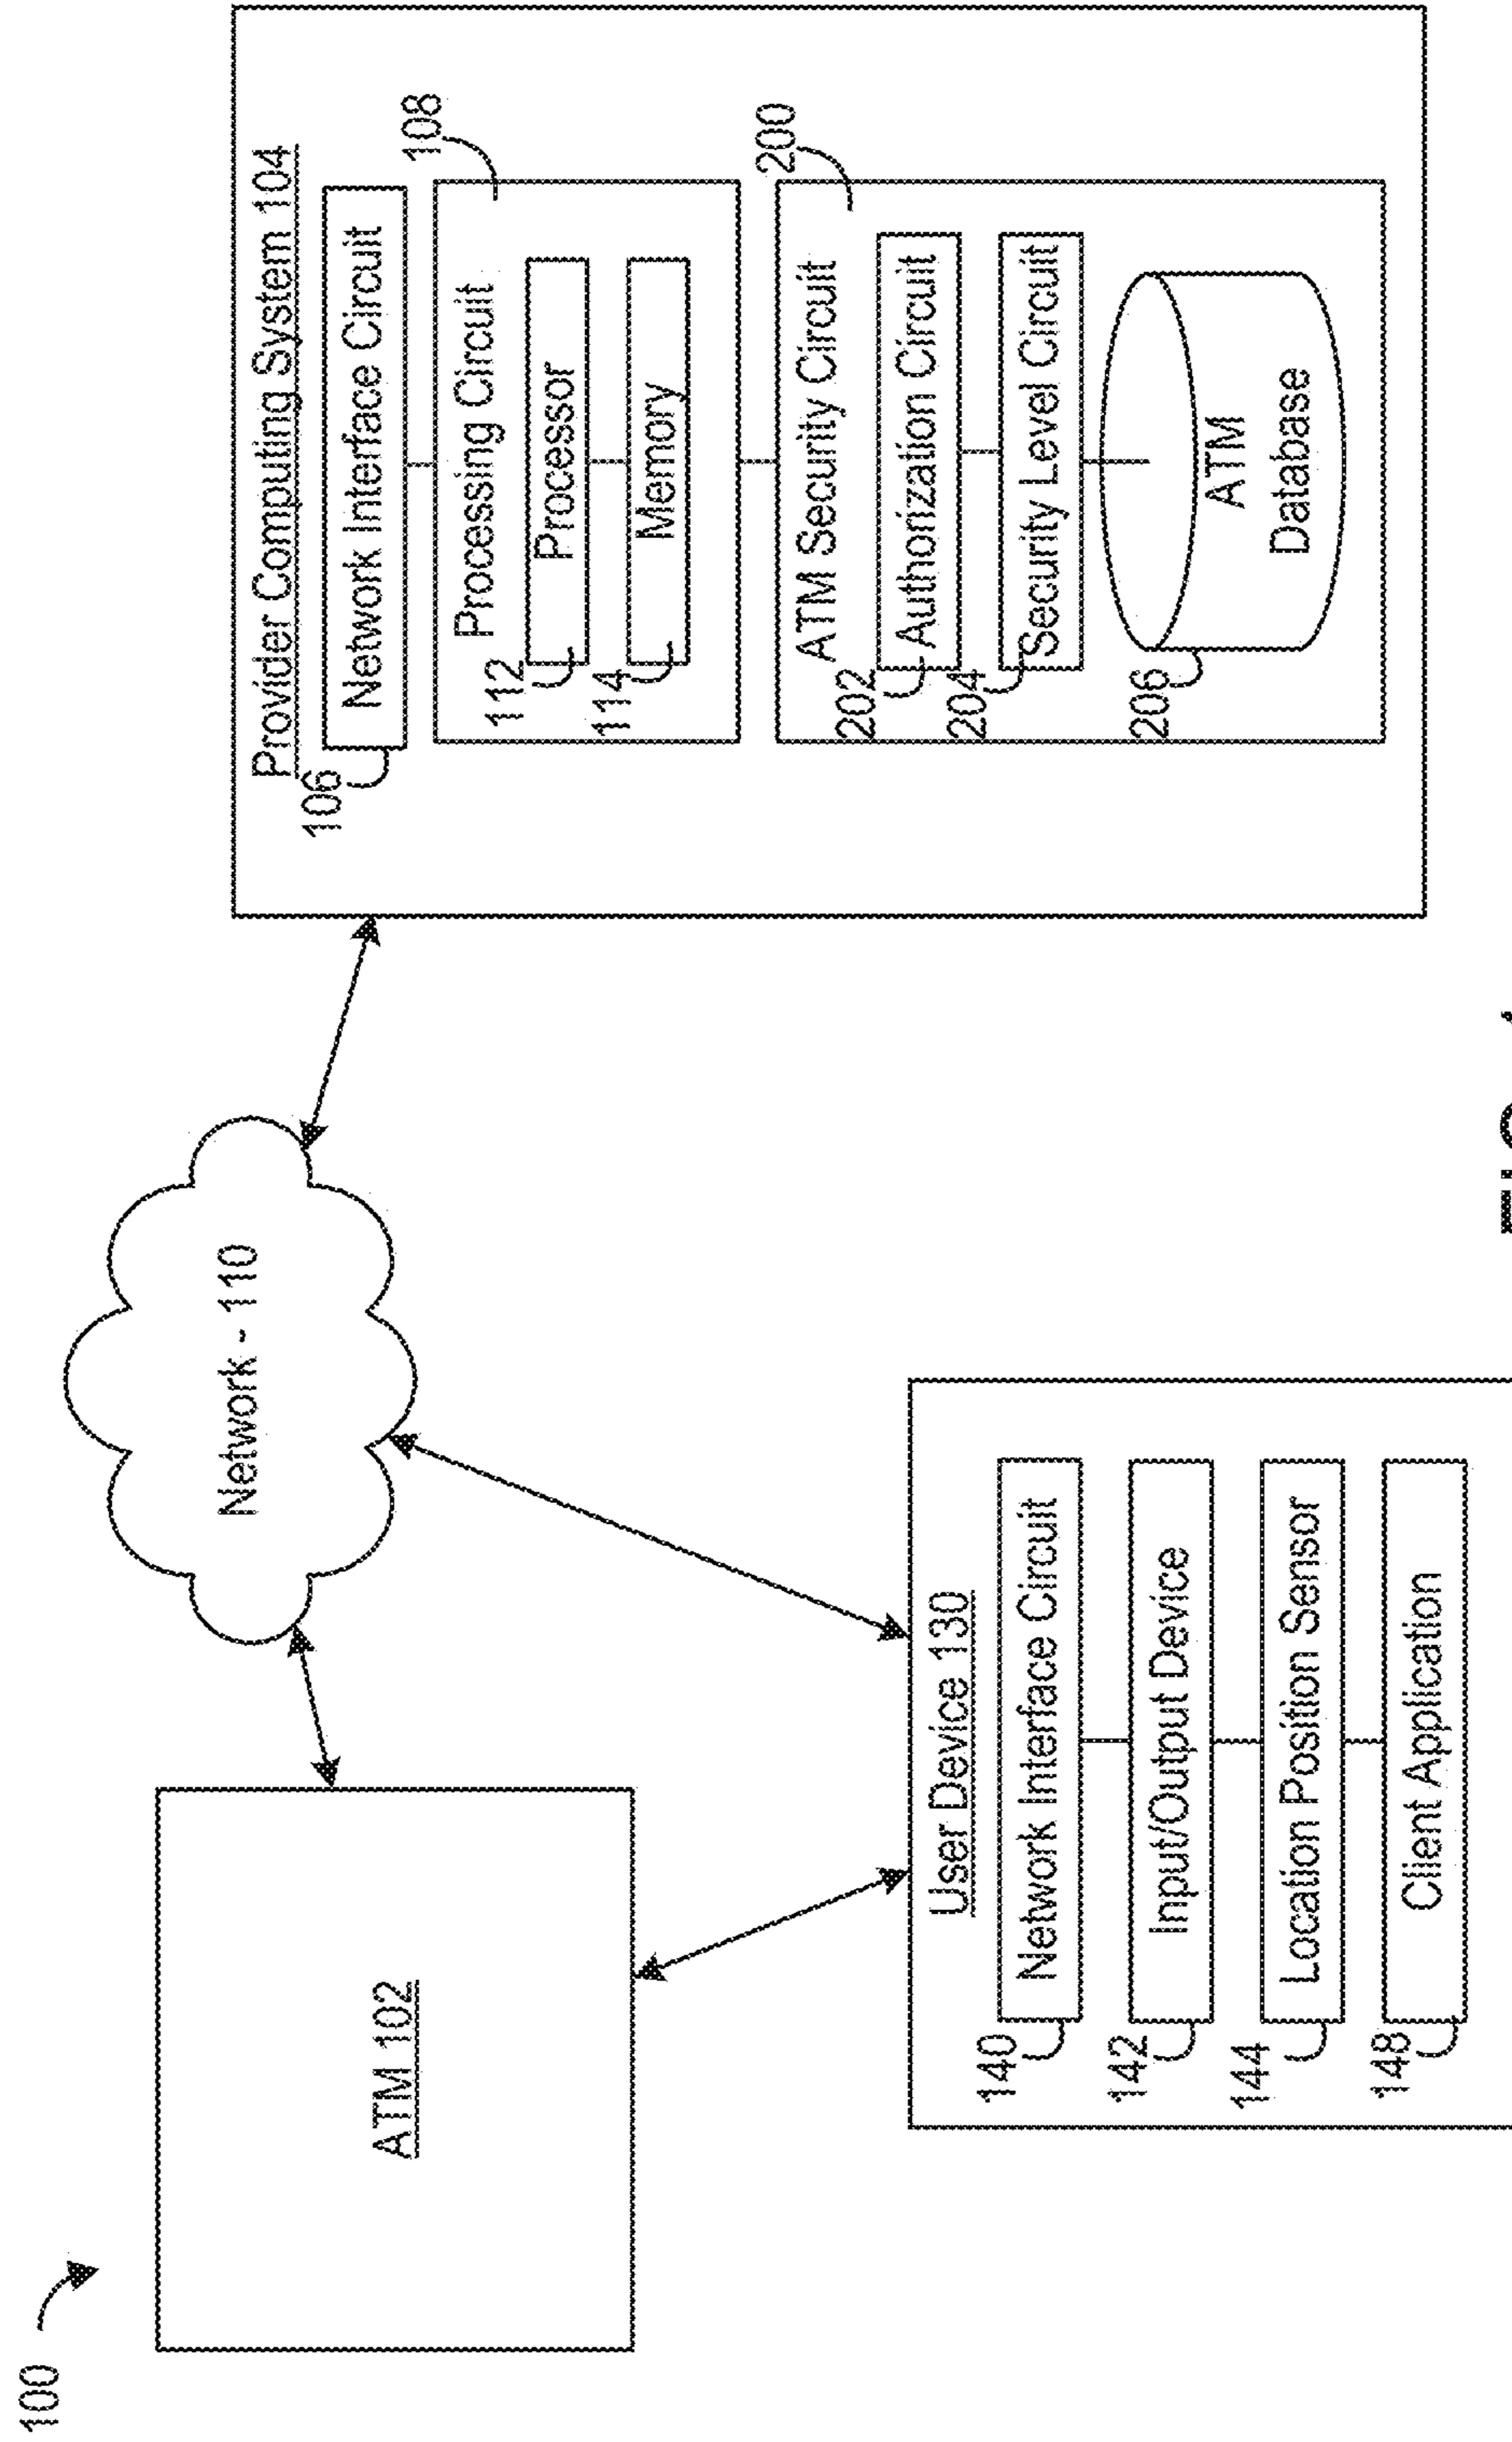 100
ATM 102
Network - 110
Provider Computing System 104
106
Network Interface Circuit
108
Processing Circuit
112
Processor
114
Memory
200
ATM Security Circuit
202
Authorization Circuit
204
Security Level Circuit
206
ATM
Database
User Device 130
140
Network Interface Circuit
142
Input/Output Device
144
Location Position Sensor
148
Client Application